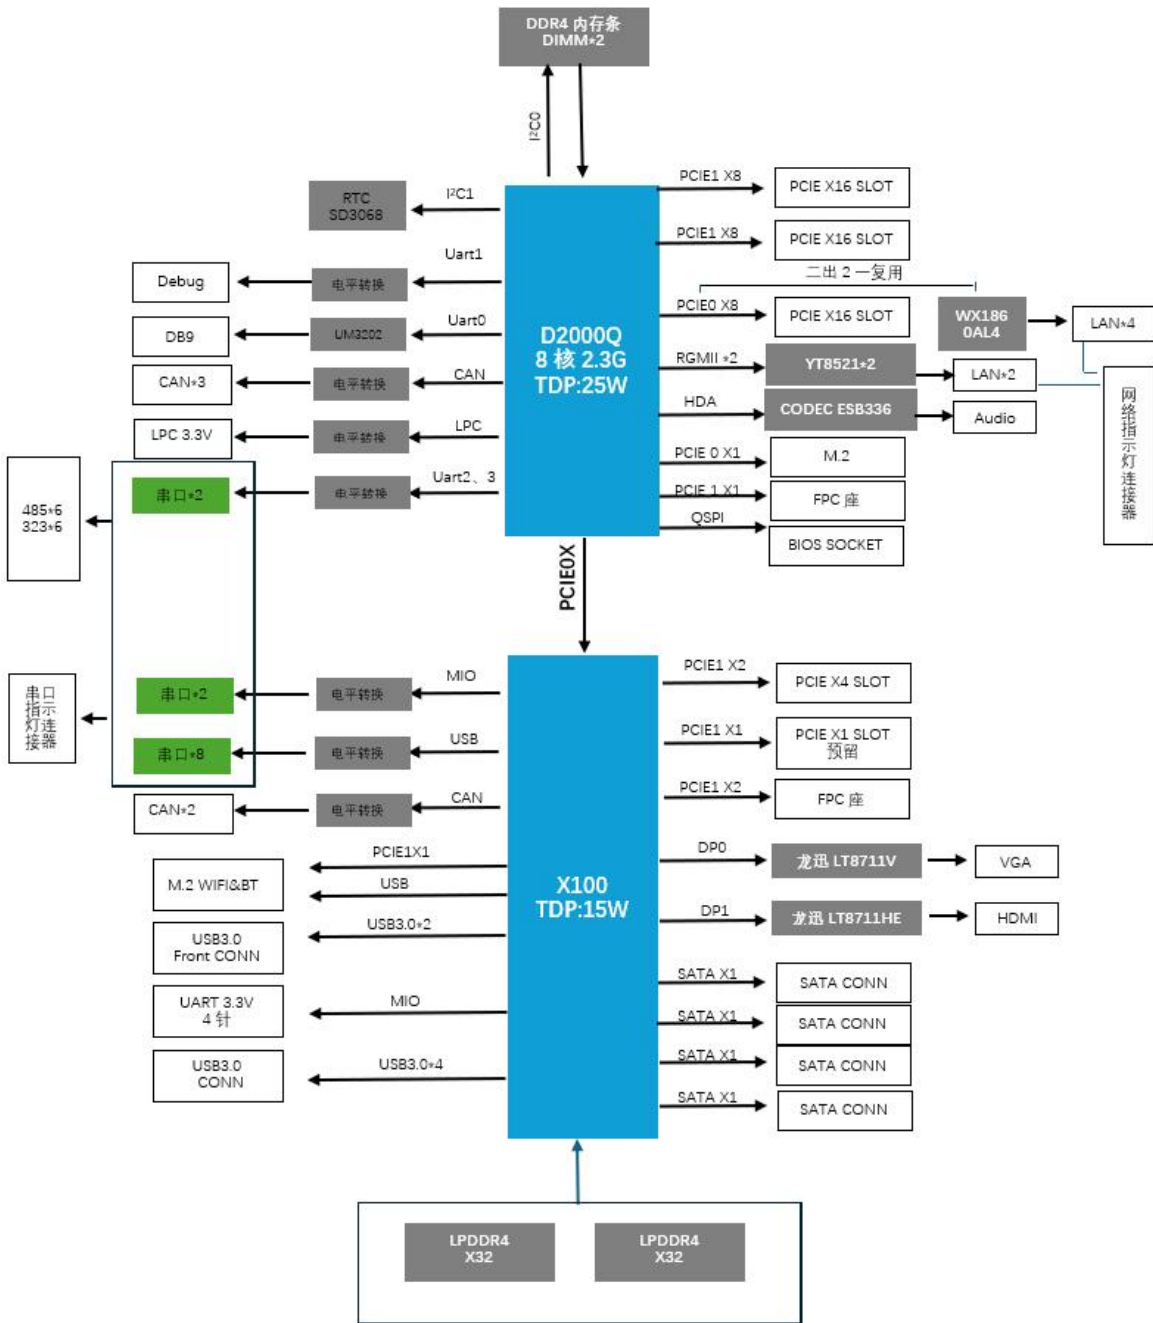 DDR4 内存条
DIMM*2
I²C0
RTC
SD3068
I²C1
PCIE1 X8
PCIE X16 SLOT
PCIE1 X8
PCIE X16 SLOT
Debug
电平转换
Uart1
二出 2 一复用
DB9
UM3202
Uart0
PCIE0 X8
PCIE X16 SLOT
WX186
0AL4
LAN*4
D2000Q
8 核 2.3G
TDP:25W
CAN*3
电平转换
CAN
RGMII *2
YT8521*2
LAN*2
LPC 3.3V
电平转换
LPC
HDA
CODEC ESB336
Audio
网络指示灯连接器
PCIE 0 X1
M.2
485*6
323*6
串口*2
电平转换
Uart2、3
PCIE 1 X1
FPC 座
QSPI
BIOS SOCKET
PCIE0X
串口
指示
灯连
接器
串口*2
电平转换
MIO
PCIE1 X2
PCIE X4 SLOT
串口*8
电平转换
USB
PCIE1 X1
PCIE X1 SLOT
预留
CAN*2
电平转换
CAN
PCIE1 X2
FPC 座
M.2 WIFI&BT
PCIE1X1
USB
X100
TDP:15W
DP0
龙迅 LT8711V
VGA
USB3.0
Front CONN
USB3.0*2
DP1
龙迅 LT8711HE
HDMI
UART 3.3V
4 针
MIO
SATA X1
SATA CONN
SATA X1
SATA CONN
USB3.0
CONN
USB3.0*4
SATA X1
SATA CONN
SATA X1
SATA CONN
LPDDR4
X32
LPDDR4
X32